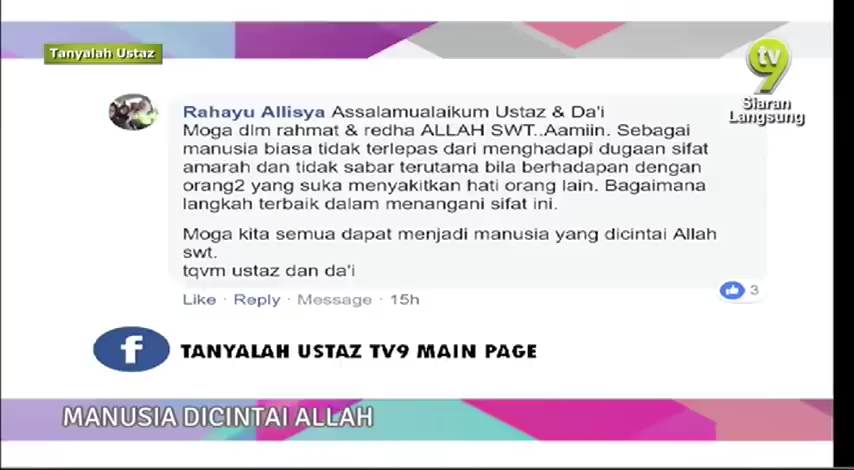 Tanyalah Ustaz
tv
9
Siaran
Langsung
Rahayu Allisya Assalamualaikum Ustaz & Da'i
Moga dlm rahmat & redha ALLAH SWT..Aamiin. Sebagai
manusia biasa tidak terlepas dari menghadapi dugaan sifat
amarah dan tidak sabar terutama bila berhadapan dengan
orang2 yang suka menyakitkan hati orang lain. Bagaimana
langkah terbaik dalam menangani sifat ini.
Moga kita semua dapat menjadi manusia yang dicintai Allah
swt.
tqvm ustaz dan da'i
Like · Reply · Message · 15h
3
f
TANYALAH USTAZ TV9 MAIN PAGE
MANUSIA DICINTAI ALLAH